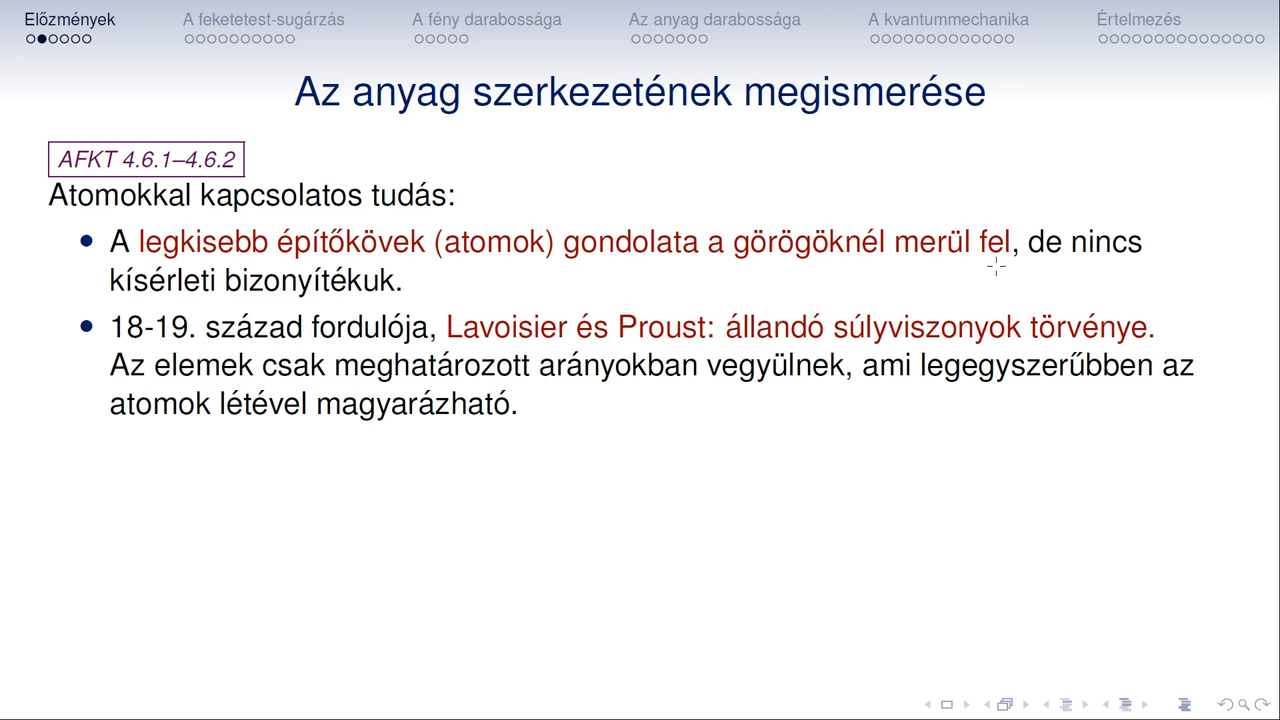 Előzmények A feketetest-sugárzás A fény darabossága Az anyag darabossága A kvantummechanika Értelmezés
Az anyag szerkezetének megismerése
AFKT 4.6.1–4.6.2
Atomokkal kapcsolatos tudás:
• A legkisebb építőkövek (atomok) gondolata a görögöknél merül fel, de nincs
kísérleti bizonyítékuk.
• 18-19. század fordulója, Lavoisier és Proust: állandó súlyviszonyok törvénye.
Az elemek csak meghatározott arányokban vegyülnek, ami legegyszerűbben az
atomok létével magyarázható.